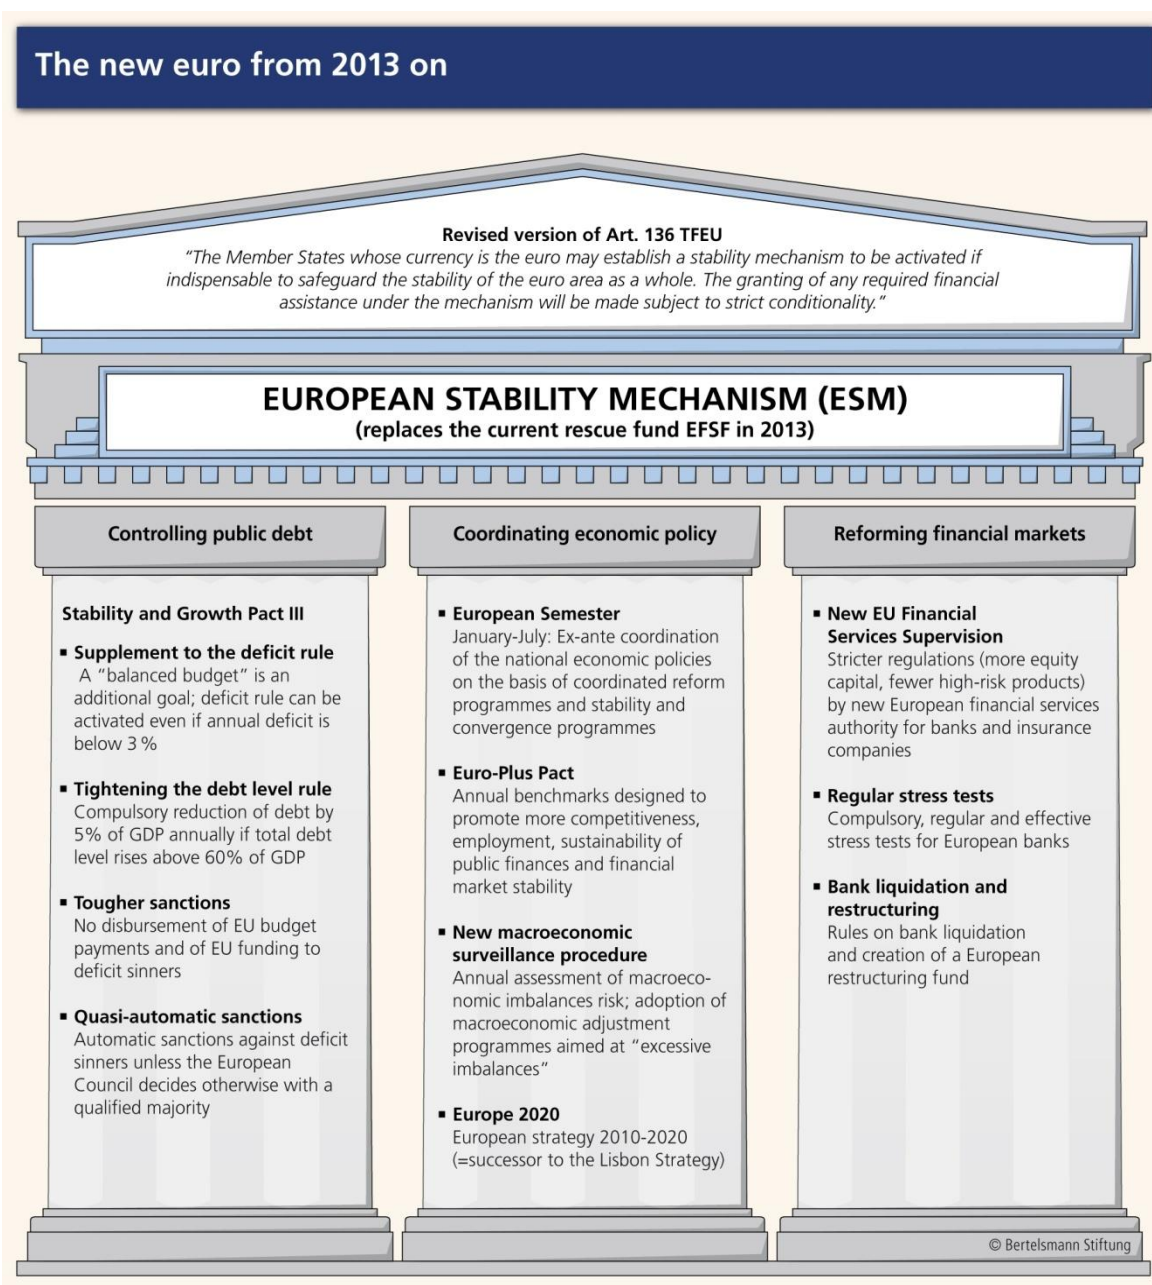 The new euro from 2013 on
Revised version of Art. 136 TFEU
“The Member States whose currency is the euro may establish a stability mechanism to be activated if
indispensable to safeguard the stability of the euro area as a whole. The granting of any required financial
assistance under the mechanism will be made subject to strict conditionality.”
EUROPEAN STABILITY MECHANISM (ESM)
(replaces the current rescue fund EFSF in 2013)
Controlling public debt
Stability and Growth Pact III
▪ Supplement to the deficit rule
A “balanced budget” is an
additional goal; deficit rule can be
activated even if annual deficit is
below 3 %
▪ Tightening the debt level rule
Compulsory reduction of debt by
5% of GDP annually if total debt
level rises above 60% of GDP
▪ Tougher sanctions
No disbursement of EU budget
payments and of EU funding to
deficit sinners
▪ Quasi-automatic sanctions
Automatic sanctions against deficit
sinners unless the European
Council decides otherwise with a
qualified majority
Coordinating economic policy
▪ European Semester
January-July: Ex-ante coordination
of the national economic policies
on the basis of coordinated reform
programmes and stability and
convergence programmes
▪ Euro-Plus Pact
Annual benchmarks designed to
promote more competitiveness,
employment, sustainability of
public finances and financial
market stability
▪ New macroeconomic
surveillance procedure
Annual assessment of macroeco-
nomic imbalances risk; adoption of
macroeconomic adjustment
programmes aimed at “excessive
imbalances”
▪ Europe 2020
European strategy 2010-2020
(=successor to the Lisbon Strategy)
Reforming financial markets
▪ New EU Financial
Services Supervision
Stricter regulations (more equity
capital, fewer high-risk products)
by new European financial services
authority for banks and insurance
companies
▪ Regular stress tests
Compulsory, regular and effective
stress tests for European banks
▪ Bank liquidation and
restructuring
Rules on bank liquidation
and creation of a European
restructuring fund
© Bertelsmann Stiftung